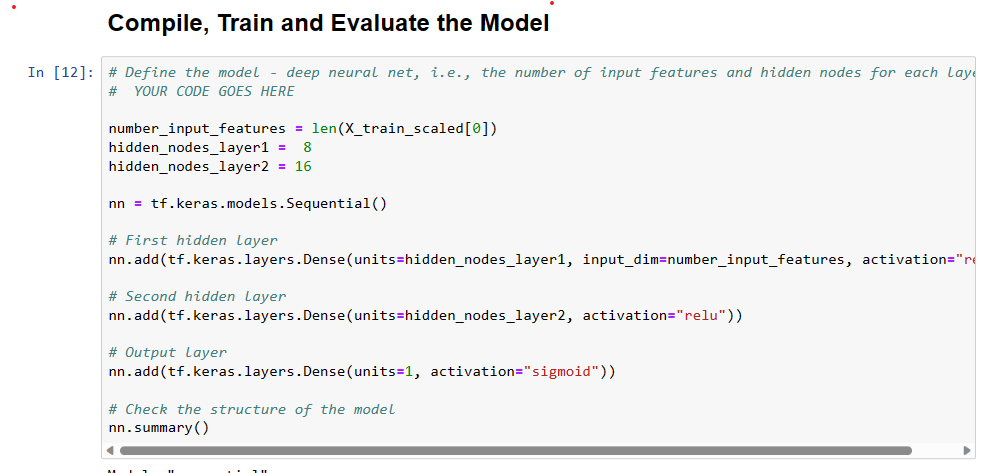 Compile, Train and Evaluate the Model
In [12]:
# Define the model - deep neural net, i.e., the number of input features and hidden nodes for each laye
#  YOUR CODE GOES HERE
number_input_features = len(X_train_scaled[0])
hidden_nodes_layer1 =  8
hidden_nodes_layer2 = 16
nn = tf.keras.models.Sequential()
# First hidden layer
nn.add(tf.keras.layers.Dense(units=hidden_nodes_layer1, input_dim=number_input_features, activation="re
# Second hidden layer
nn.add(tf.keras.layers.Dense(units=hidden_nodes_layer2, activation="relu"))
# Output layer
nn.add(tf.keras.layers.Dense(units=1, activation="sigmoid"))
# Check the structure of the model
nn.summary()